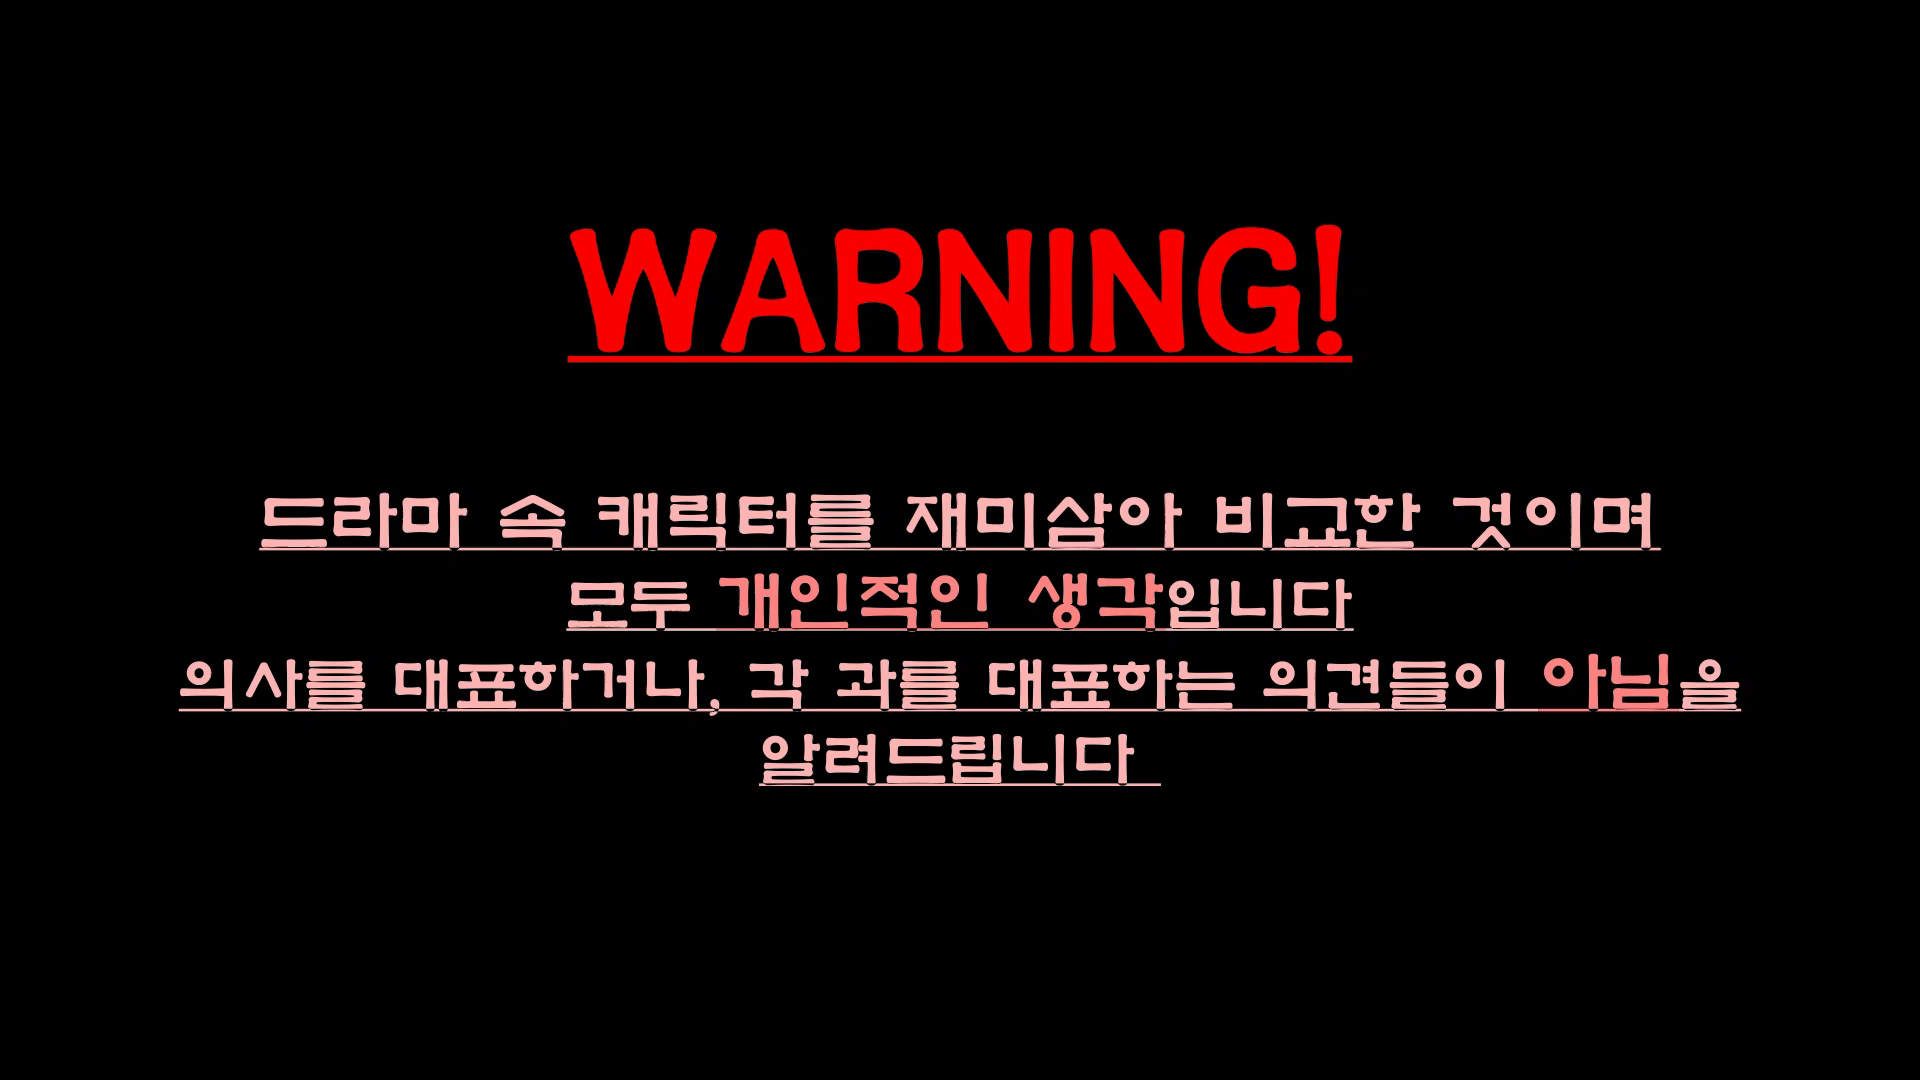 WARNING!
드라마 속 캐릭터를 재미삼아 비교한 것이며
모두 개인적인 생각입니다
의사를 대표하거나, 각 과를 대표하는 의견들이 아님을
알려드립니다